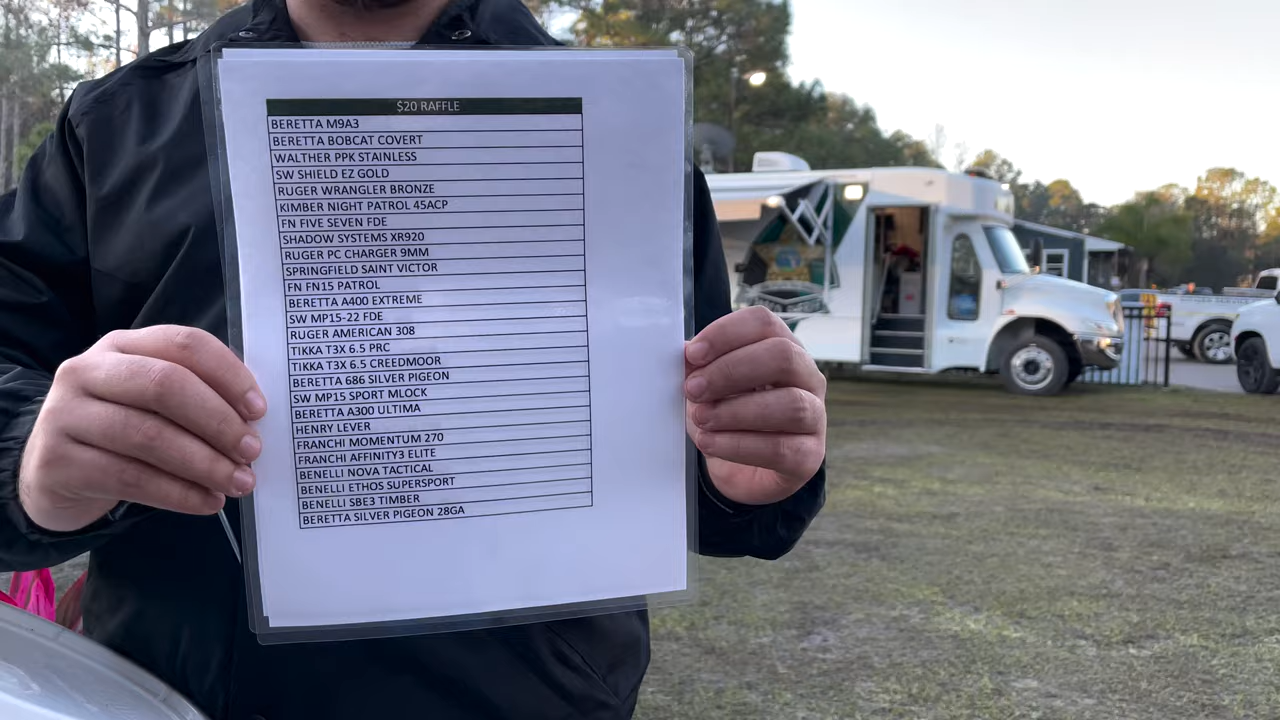 $20 RAFFLE
BERETTA M9A3
BERETTA BOBCAT COVERT
WALTHER PPK STAINLESS
SW SHIELD EZ GOLD
RUGER WRANGLER BRONZE
KIMBER NIGHT PATROL 45ACP
FN FIVE SEVEN FDE
SHADOW SYSTEMS XR920
RUGER PC CHARGER 9MM
SPRINGFIELD SAINT VICTOR
FN FN15 PATROL
BERETTA A400 EXTREME
SW MP15-22 FDE
RUGER AMERICAN 308
TIKKA T3X 6.5 PRC
TIKKA T3X 6.5 CREEDMOOR
BERETTA 686 SILVER PIGEON
SW MP15 SPORT MLOCK
BERETTA A300 ULTIMA
HENRY LEVER
FRANCHI MOMENTUM 270
FRANCHI AFFINITY3 ELITE
BENELLI NOVA TACTICAL
BENELLI ETHOS SUPERSPORT
BENELLI SBE3 TIMBER
BERETTA SILVER PIGEON 28GA